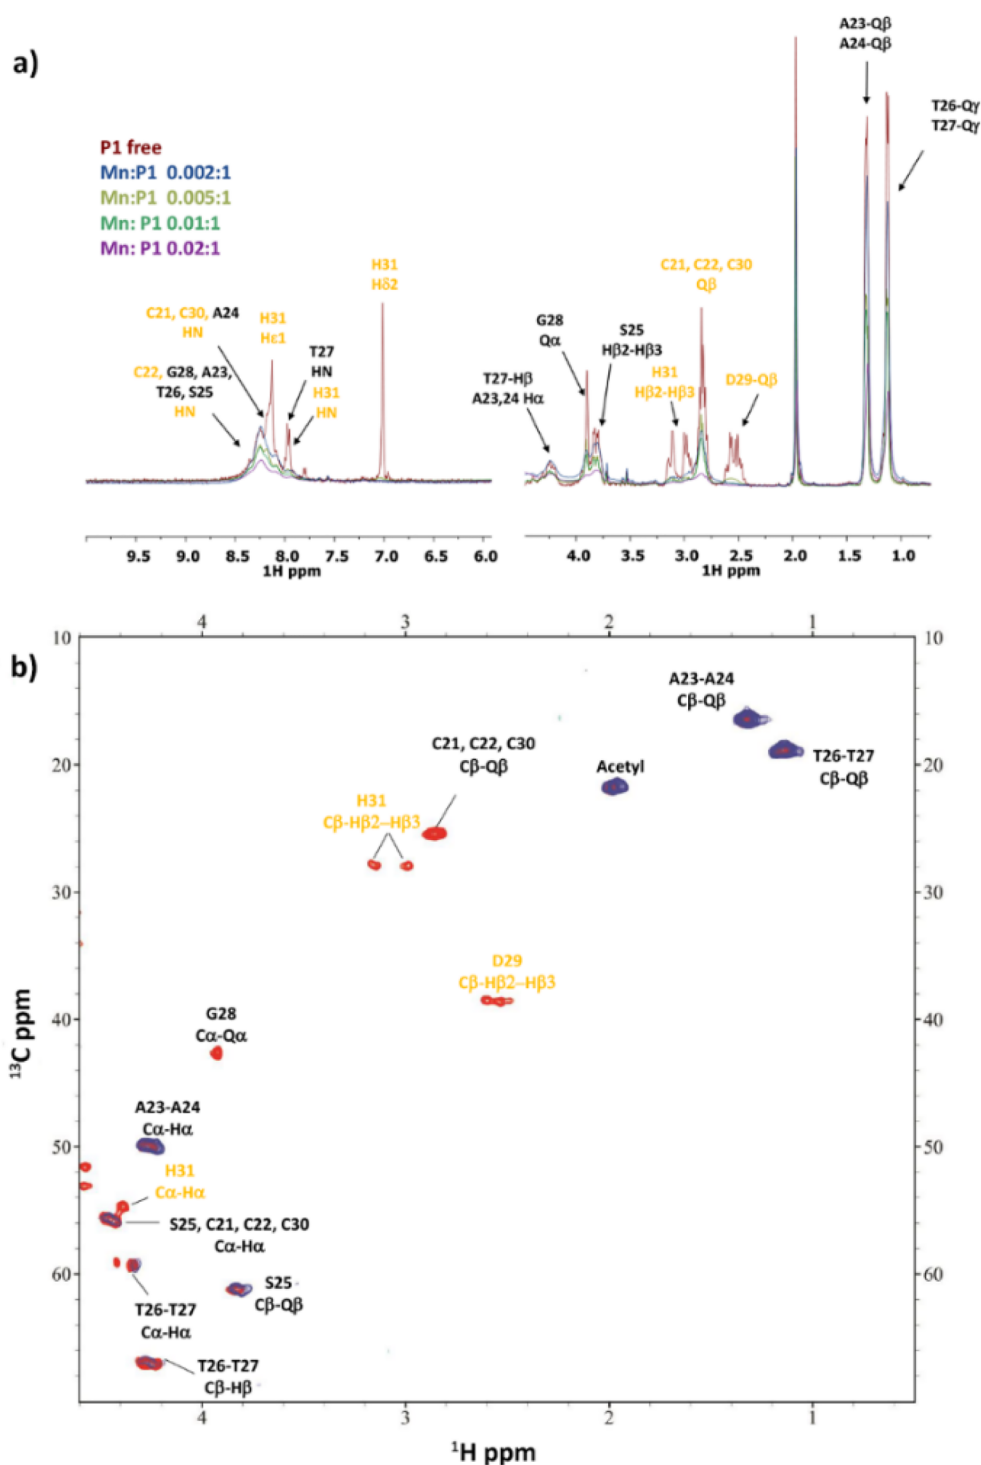 a)
A23-Qβ
A24-Qβ
T26-Qγ
T27-Qγ
P1 free
Mn:P1 0.002:1
Mn:P1 0.005:1
Mn: P1 0.01:1
Mn: P1 0.02:1
H31
Hδ2
C21, C22, C30
Qβ
C21, C30, A24
HN
H31
Hε1
G28
Qα
S25
Hβ2-Hβ3
T27
HN
C22, G28, A23,
T26, S25
HN
H31
HN
T27-Hβ
A23,24 Hα
H31
Hβ2-Hβ3
D29-Qβ
9.5 9.0 8.5 8.0 7.5 7.0 6.5 6.0
1H ppm
4.0 3.5 3.0 2.5 2.0 1.5 1.0
1H ppm
b)
4 3 2 1
10 10
A23-A24
Cβ-Qβ
C21, C22, C30
Cβ-Qβ
T26-T27
Cβ-Qβ
Acetyl
20 20
H31
Cβ-Hβ2–Hβ3
30 30
D29
Cβ-Hβ2–Hβ3
G28
Cα-Qα
40 40
13C ppm
A23-A24
Cα-Hα
50 50
H31
Cα-Hα
S25, C21, C22, C30
Cα-Hα
60 60
S25
Cβ-Qβ
T26-T27
Cα-Hα
T26-T27
Cβ-Hβ
4 3 2 1
1H ppm